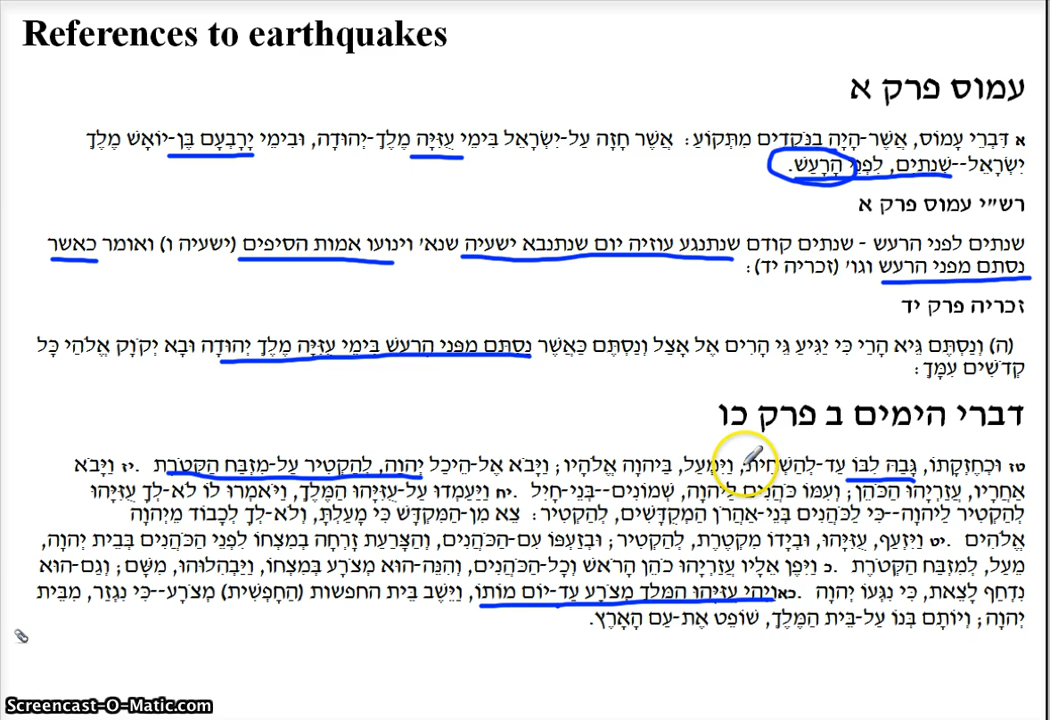 References to earthquakes
עמוס פרק א
א דִּבְרֵי עָמוֹס, אֲשֶׁר-הָיָה בַנֹּקְדִים מִתְּקוֹעַ: אֲשֶׁר חָזָה עַל-יִשְׂרָאֵל בִּימֵי עֻזִּיָּה מֶלֶךְ-יְהוּדָה, וּבִימֵי יָרָבְעָם בֶּן-יוֹאָשׁ מֶלֶךְ
יִשְׂרָאֵל--שְׁנָתַיִם, לִפְנֵי הָרָעַשׁ.
רש"י עמוס פרק א
שנתים לפני הרעש - שנתים קודם שנתנגע עוזיה יום שנתנבא ישעיה שנא' וינועו אמות הסיפים (ישעיה ו) ואומר כאשר
נסתם מפני הרעש וגו' (זכריה יד):
זכריה פרק יד
(ה) וְנַסְתֶּם גֵּיא הָרַי כִּי יַגִּיעַ גֵּי הָרִים אֶל אָצַל וְנַסְתֶּם כַּאֲשֶׁר נַסְתֶּם מִפְּנֵי הָרַעַשׁ בִּימֵי עֻזִּיָּה מֶלֶךְ יְהוּדָה וּבָא יְקֹוָק אֱלֹהַי כָּל
קְדֹשִׁים עִמָּךְ:
דברי הימים ב פרק כו
טז וּכְחֶזְקָתוֹ, גָּבַהּ לִבּוֹ עַד-לְהַשְׁחִית, וַיִּמְעַל, בַּיהוָה אֱלֹהָיו; וַיָּבֹא אֶל-הֵיכַל יְהוָה, לְהַקְטִיר עַל-מִזְבַּח הַקְּטֹרֶת. יז וַיָּבֹא
אַחֲרָיו, עֲזַרְיָהוּ הַכֹּהֵן; וְעִמּוֹ כֹּהֲנִים לַיהוָה, שְׁמוֹנִים--בְּנֵי-חָיִל. יח וַיַּעַמְדוּ עַל-עֻזִּיָּהוּ הַמֶּלֶךְ, וַיֹּאמְרוּ לוֹ לֹא-לְךָ עֻזִּיָּהוּ
לְהַקְטִיר לַיהוָה--כִּי לַכֹּהֲנִים בְּנֵי-אַהֲרֹן הַמְקֻדָּשִׁים, לְהַקְטִיר: צֵא מִן-הַמִּקְדָּשׁ כִּי מָעַלְתָּ, וְלֹא-לְךָ לְכָבוֹד מֵיְהוָה
אֱלֹהִים. יט וַיִּזְעַף, עֻזִּיָּהוּ, וּבְיָדוֹ מִקְטֶרֶת, לְהַקְטִיר; וּבְזַעְפּוֹ עִם-הַכֹּהֲנִים, וְהַצָּרַעַת זָרְחָה בְמִצְחוֹ לִפְנֵי הַכֹּהֲנִים בְּבֵית יְהוָה,
מֵעַל, לְמִזְבַּח הַקְּטֹרֶת. כ וַיִּפֶן אֵלָיו עֲזַרְיָהוּ כֹהֵן הָרֹאשׁ וְכָל-הַכֹּהֲנִים, וְהִנֵּה-הוּא מְצֹרָע בְּמִצְחוֹ, וַיַּבְהִלוּהוּ, מִשָּׁם; וְגַם-הוּא
נִדְחַף לָצֵאת, כִּי נִגְּעוֹ יְהוָה. כא וַיְהִי עֻזִּיָּהוּ הַמֶּלֶךְ מְצֹרָע עַד-יוֹם מוֹתוֹ, וַיֵּשֶׁב בֵּית החפשות (הַחָפְשִׁית) מְצֹרָע--כִּי נִגְזַר, מִבֵּית
יְהוָה; וְיוֹתָם בְּנוֹ עַל-בֵּית הַמֶּלֶךְ, שׁוֹפֵט אֶת-עַם הָאָרֶץ.
Screencast-O-Matic.com